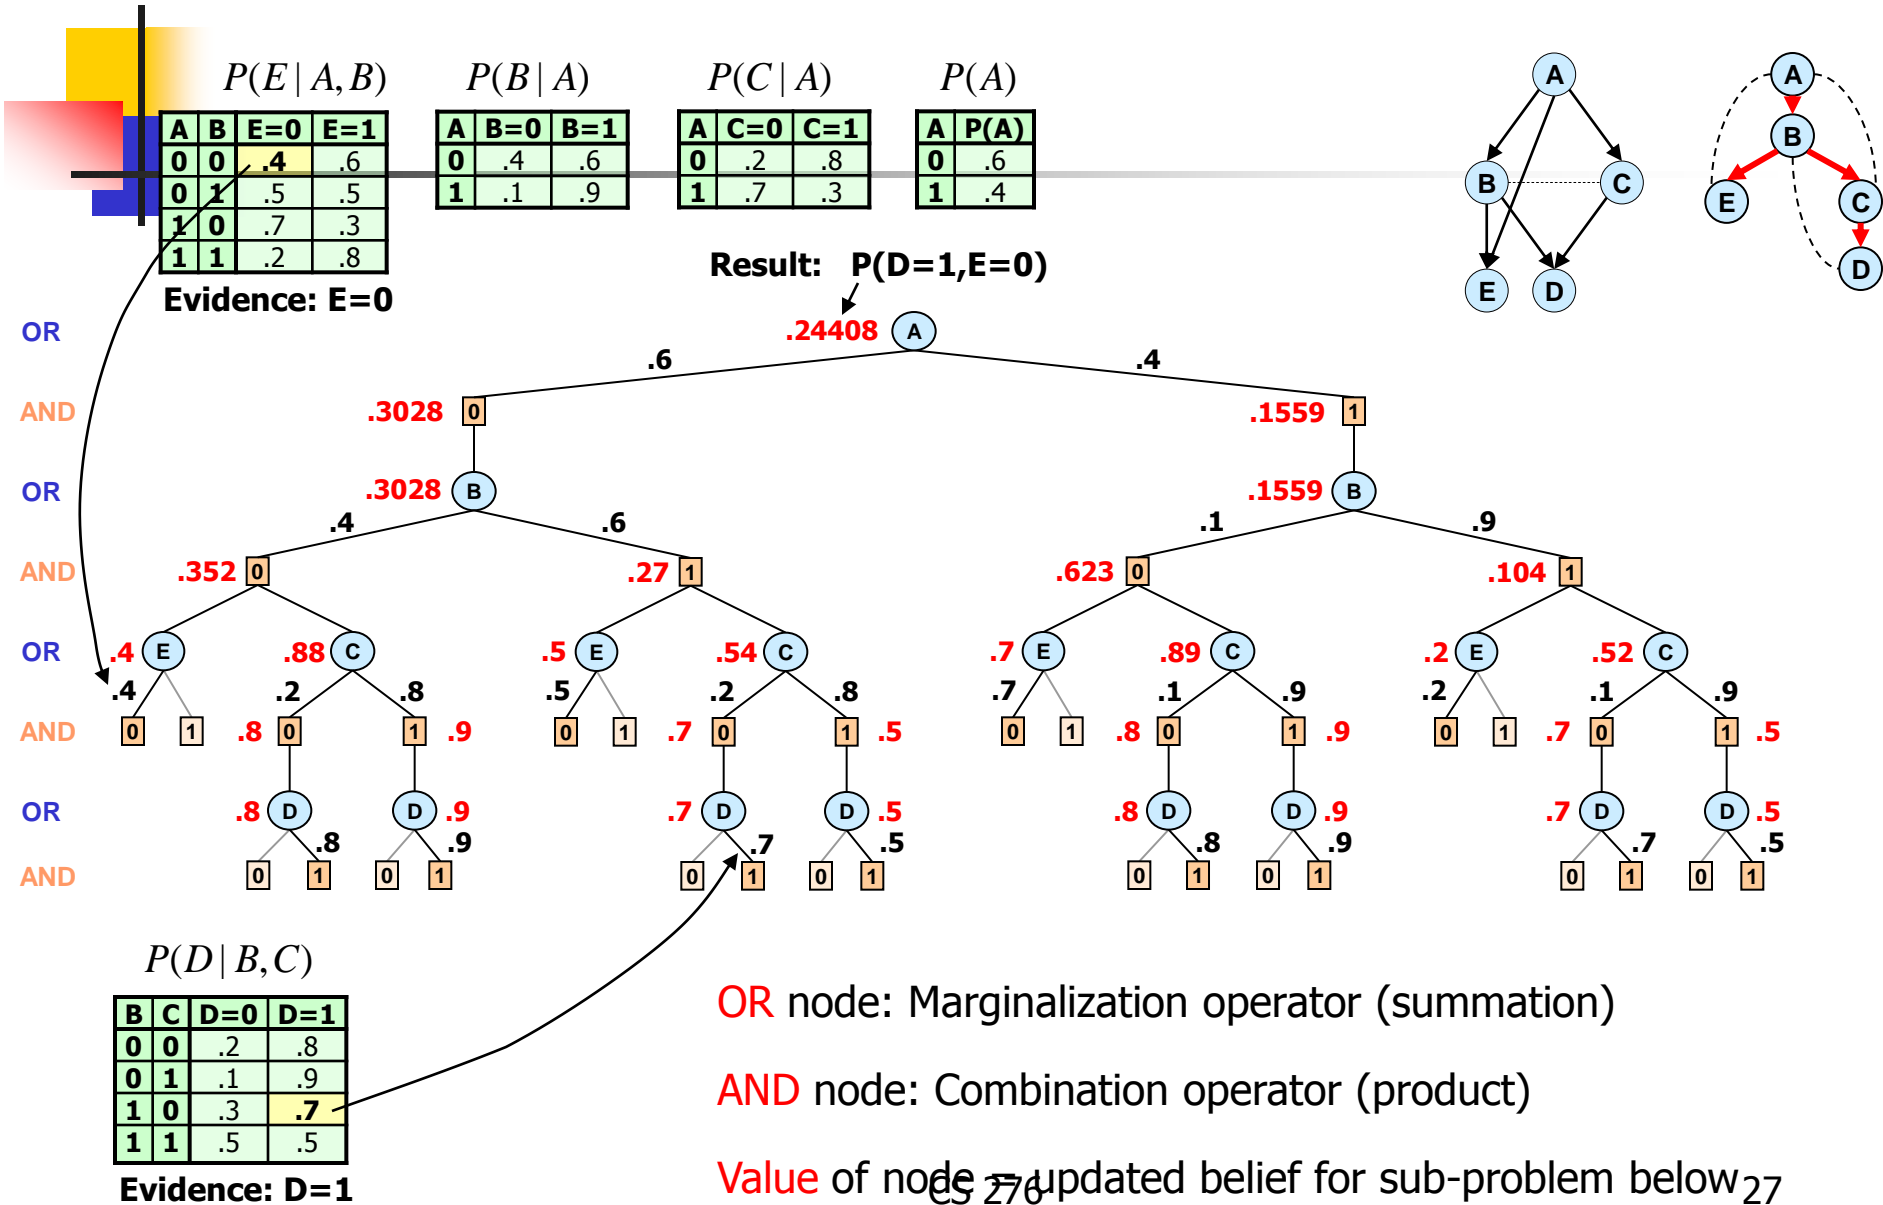 P(E | A, B) P(B | A) P(C | A) P(A)
A B E=0 E=1
0 0 .4 .6
0 1 .5 .5
1 0 .7 .3
1 1 .2 .8
A B=0 B=1
0 .4 .6
1 .1 .9
A C=0 C=1
0 .2 .8
1 .7 .3
A P(A)
0 .6
1 .4
A
B C
E D
A
B
E C
D
Evidence: E=0
Result: P(D=1,E=0)
OR .24408 A
.6 .4
AND .3028 0 .1559 1
OR .3028 B .1559 B
.4 .6 .1 .9
AND .352 0 .27 1 .623 0 .104 1
OR .4 E .88 C .5 E .54 C .7 E .89 C .2 E .52 C
.4 .2 .8 .5 .2 .8 .7 .1 .9 .2 .1 .9
AND 0 1 .8 0 1 .9 0 1 .7 0 1 .5 0 1 .8 0 1 .9 0 1 .7 0 1 .5
OR .8 D D .9 .7 D D .5 .8 D D .9 .7 D D .5
.8 .9 .7 .5 .8 .9 .7 .5
AND 0 1 0 1 0 1 0 1 0 1 0 1 0 1 0 1
P(D | B, C)
B C D=0 D=1
0 0 .2 .8
0 1 .1 .9
1 0 .3 .7
1 1 .5 .5
Evidence: D=1
OR node: Marginalization operator (summation)
AND node: Combination operator (product)
Value of node = updated belief for sub-problem below
CS 276
27